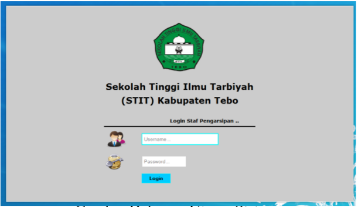 Sekolah Tinggi Ilmu Tarbiyah
(STIT) Kabupaten Tebo
Login Staf Pengarsipan ..
Username...
Password...
Login